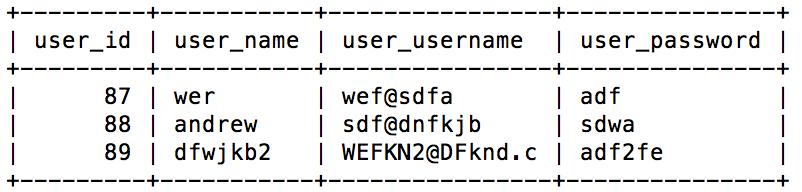 +---------+-----------+----------------+---------------+
| user_id | user_name | user_username  | user_password |
+---------+-----------+----------------+---------------+
|      87 | wer       | wef@sdfa       | adf           |
|      88 | andrew    | sdf@dnfkjb     | sdwa          |
|      89 | dfwjkb2   | WEFKN2@DFknd.c | adf2fe        |
+---------+-----------+----------------+---------------+